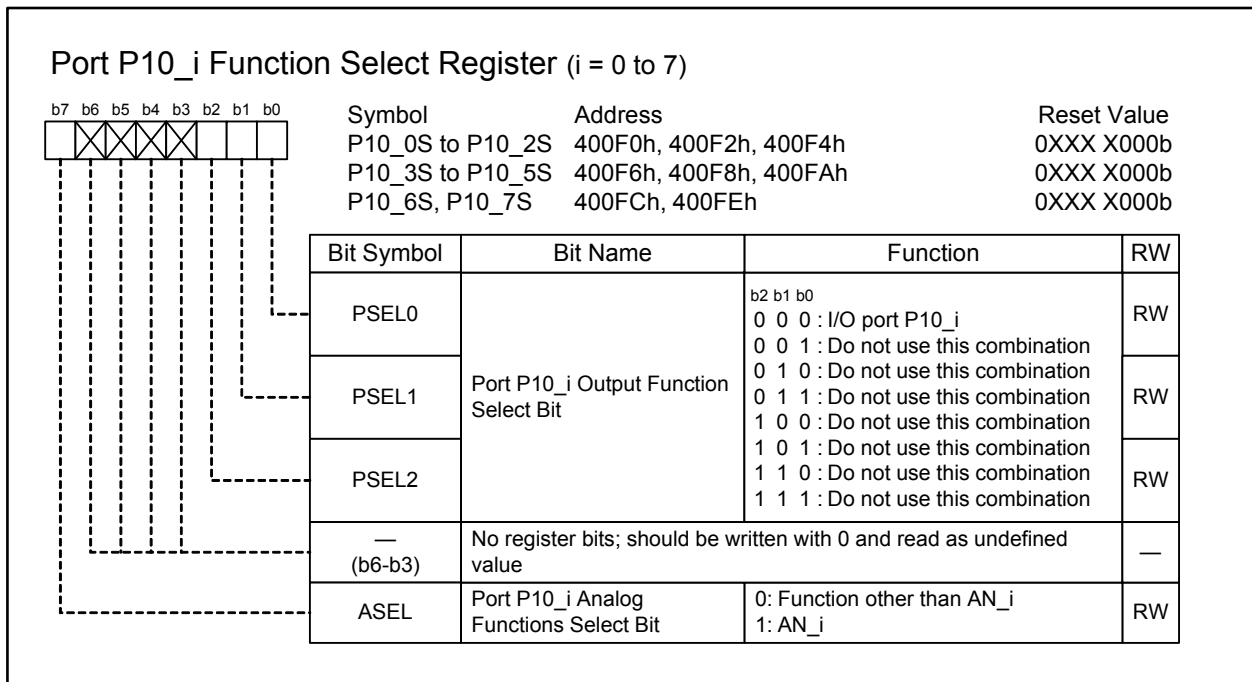 Port P10_i Function Select Register (i = 0 to 7)
b7 b6 b5 b4 b3 b2 b1 b0
Symbol Address Reset Value
P10_0S to P10_2S 400F0h, 400F2h, 400F4h 0XXX X000b
P10_3S to P10_5S 400F6h, 400F8h, 400FAh 0XXX X000b
P10_6S, P10_7S 400FCh, 400FEh 0XXX X000b
Bit Symbol Bit Name Function RW
PSEL0 RW
PSEL1 RW
PSEL2 RW
Port P10_i Output Function
Select Bit
b2 b1 b0
0 0 0 : I/O port P10_i
0 0 1 : Do not use this combination
0 1 0 : Do not use this combination
0 1 1 : Do not use this combination
1 0 0 : Do not use this combination
1 0 1 : Do not use this combination
1 1 0 : Do not use this combination
1 1 1 : Do not use this combination
—
(b6-b3)
No register bits; should be written with 0 and read as undefined
value
—
ASEL
Port P10_i Analog
Functions Select Bit
0: Function other than AN_i
1: AN_i
RW